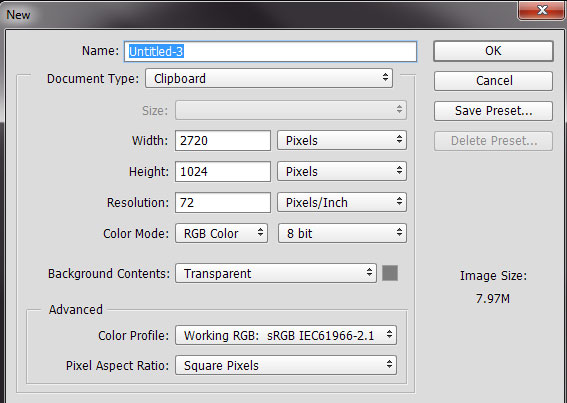 New
Name: Untitled-3
OK
Document Type: Clipboard
Cancel
Size:
Save Preset...
Width: 2720 Pixels
Delete Preset...
Height: 1024 Pixels
Resolution: 72 Pixels/Inch
Color Mode: RGB Color 8 bit
Background Contents: Transparent
Image Size:
7.97M
Advanced
Color Profile: Working RGB: sRGB IEC61966-2.1
Pixel Aspect Ratio: Square Pixels